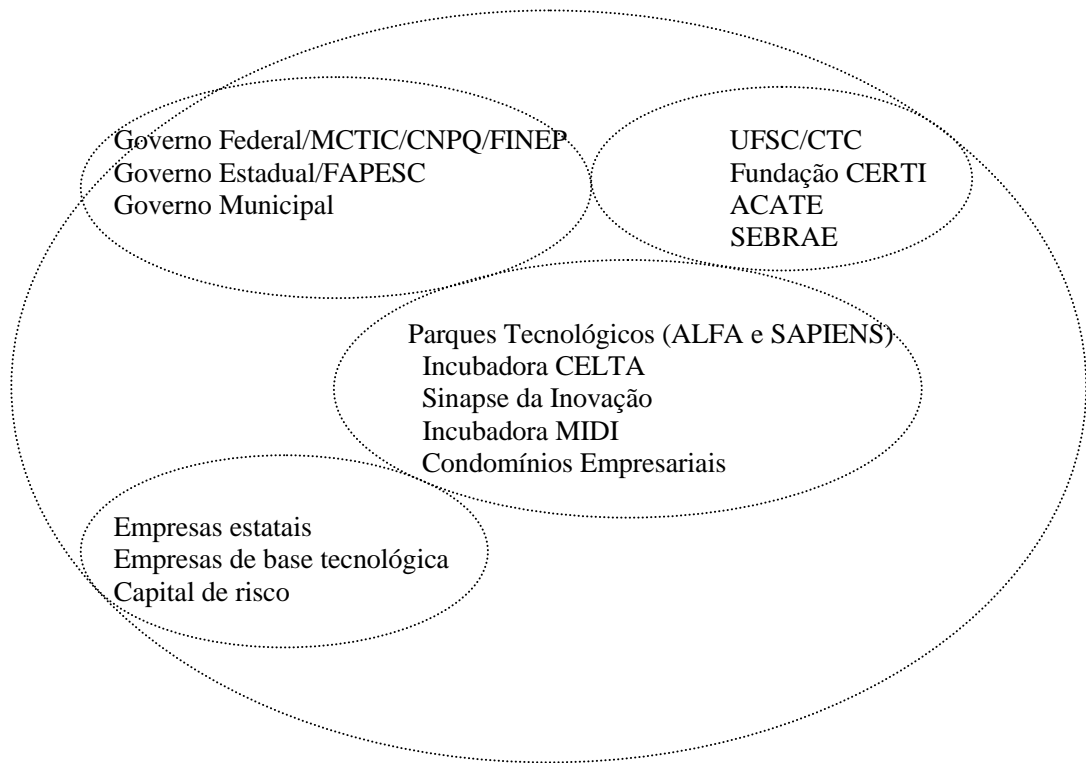 Governo Federal/MCTIC/CNPQ/FINEP
Governo Estadual/FAPESC
Governo Municipal
UFSC/CTC
Fundação CERTI
ACATE
SEBRAE
Parques Tecnológicos (ALFA e SAPIENS)
Incubadora CELTA
Sinapse da Inovação
Incubadora MIDI
Condomínios Empresariais
Empresas estatais
Empresas de base tecnológica
Capital de risco